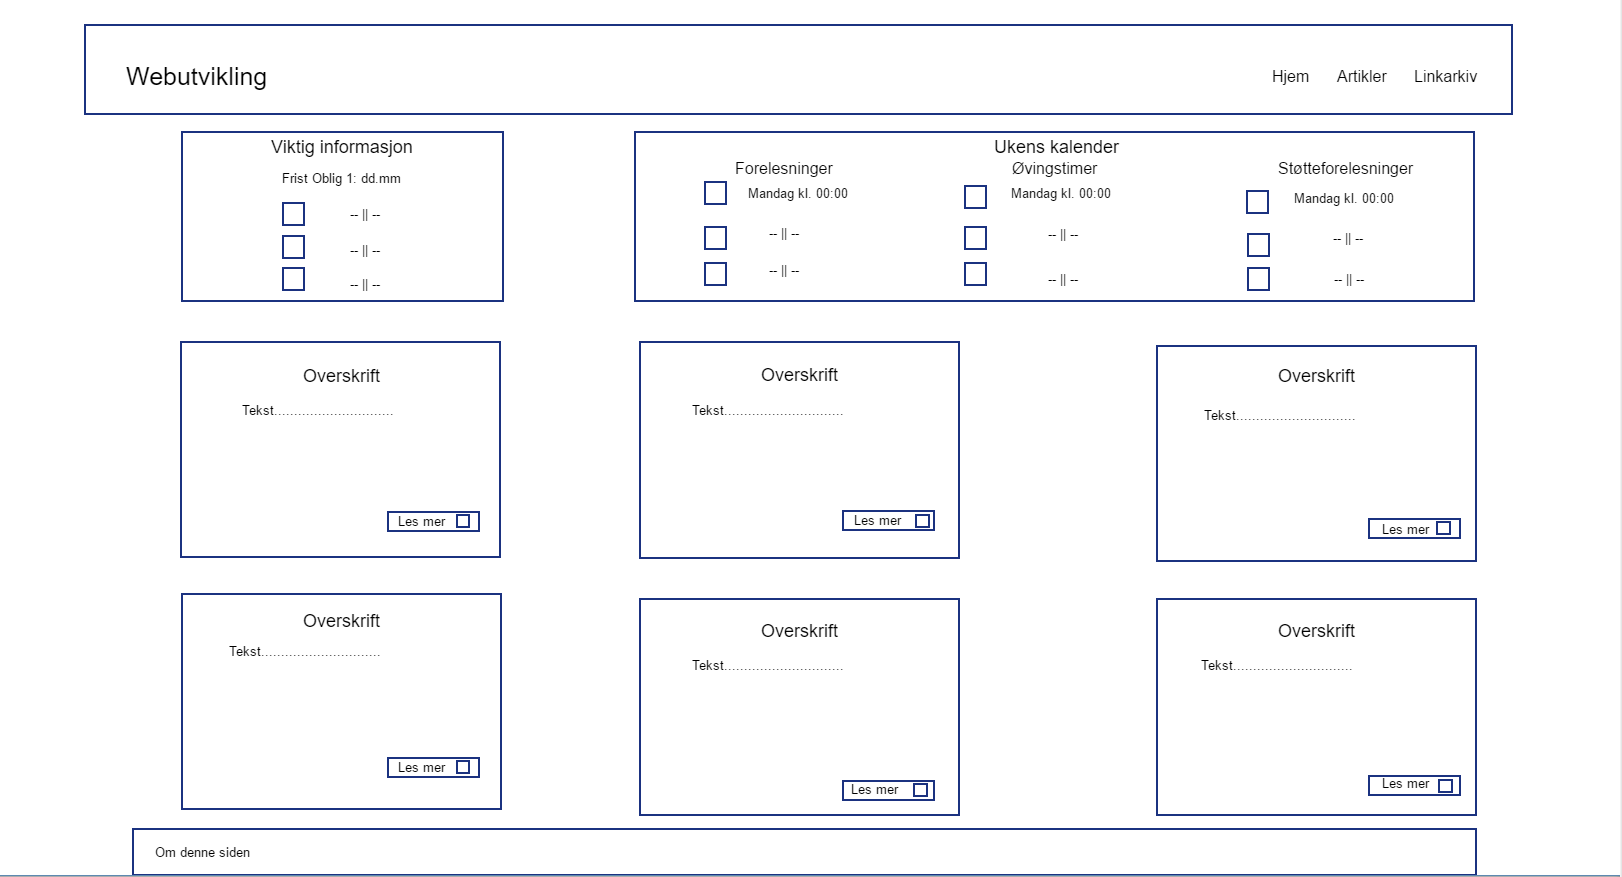 Webutvikling
Hjem Artikler Linkarkiv
Viktig informasjon
Frist Oblig 1: dd.mm
-- || --
-- || --
-- || --
Ukens kalender
Forelesninger
Mandag kl. 00:00
-- || --
-- || --
Øvingstimer
Mandag kl. 00:00
-- || --
-- || --
Støtteforelesninger
Mandag kl. 00:00
-- || --
-- || --
Overskrift
Tekst..............................
Les mer
Overskrift
Tekst..............................
Les mer
Overskrift
Tekst..............................
Les mer
Overskrift
Tekst..............................
Les mer
Overskrift
Tekst..............................
Les mer
Overskrift
Tekst..............................
Les mer
Om denne siden